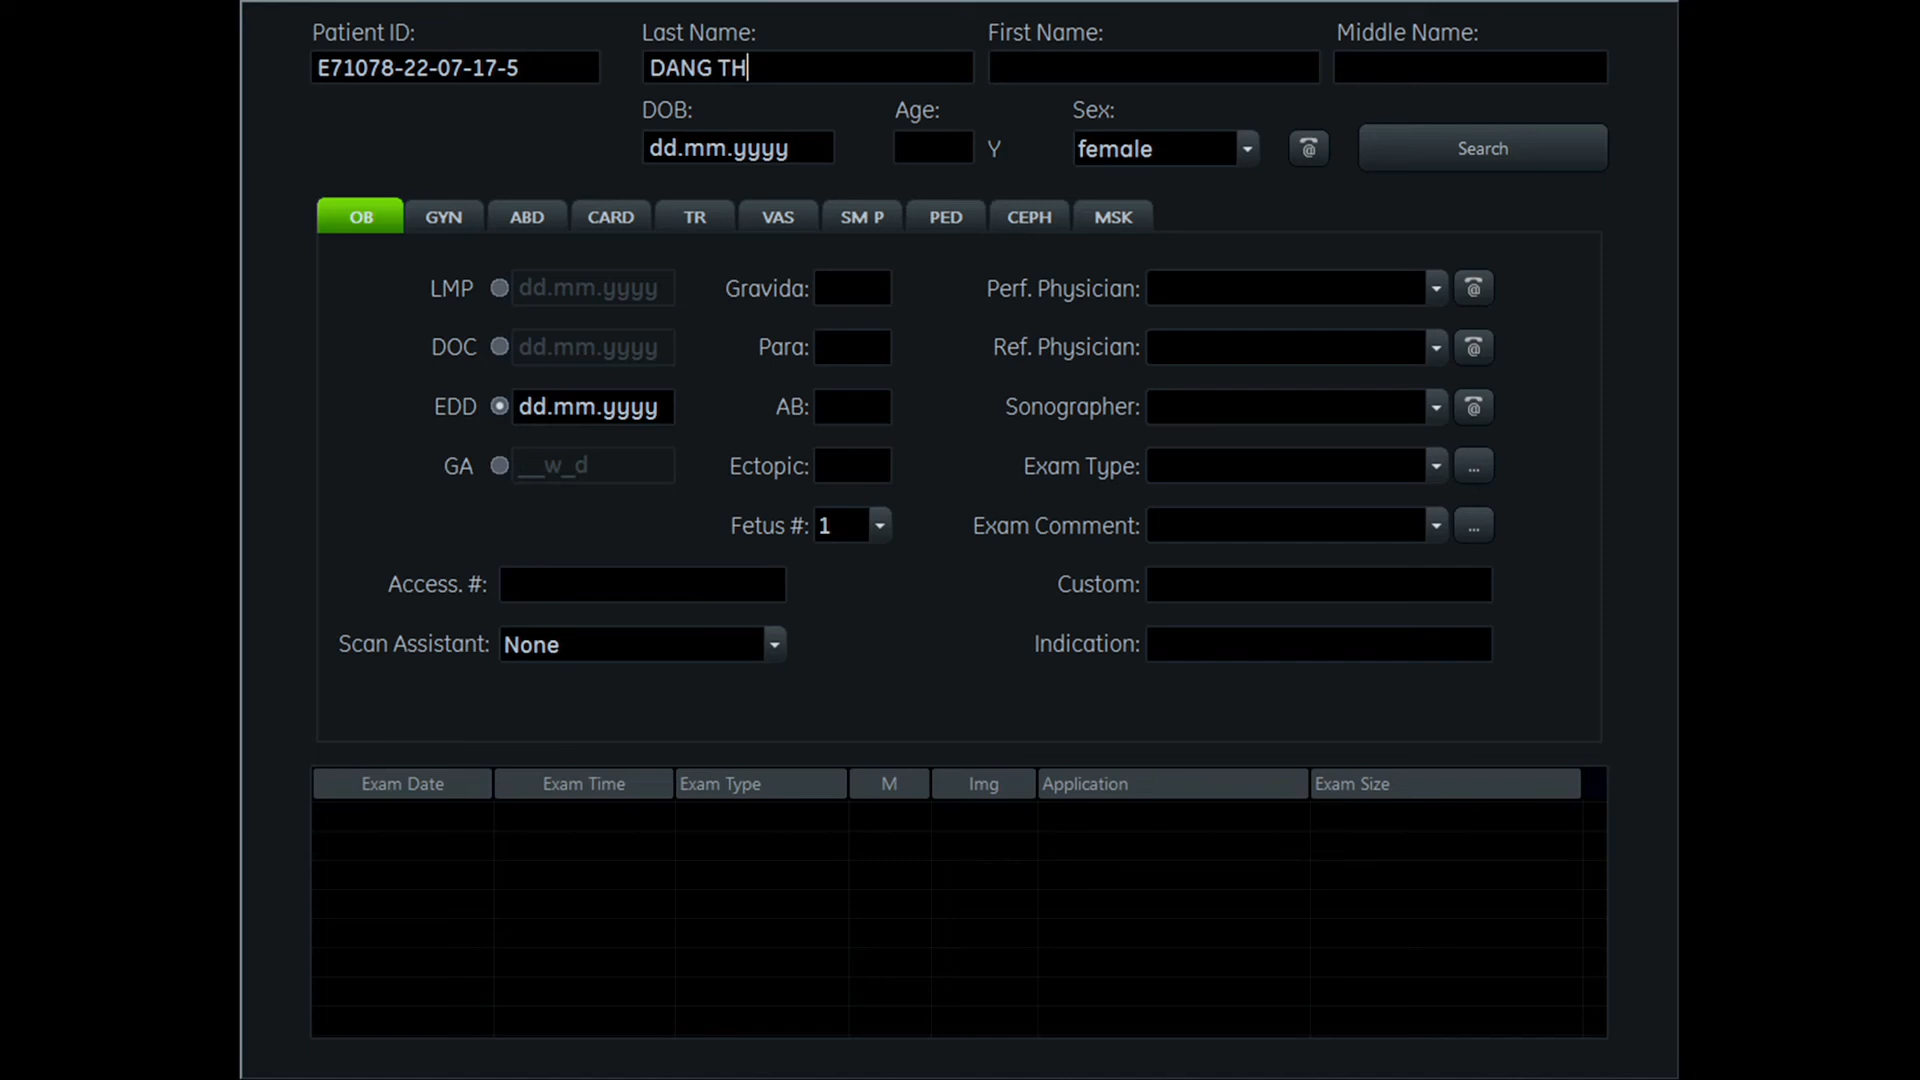 Patient ID: Last Name: First Name: Middle Name:
E71078-22-07-17-5 DANG TH
DOB: Age: Sex:
dd.mm.yyyy Y female Search
OB GYN ABD CARD TR VAS SM P PED CEPH MSK
LMP dd.mm.yyyy Gravida: Perf. Physician:
DOC dd.mm.yyyy Para: Ref. Physician:
EDD dd.mm.yyyy AB: Sonographer:
GA __w_d Ectopic: Exam Type: ...
Fetus #: 1 Exam Comment: ...
Access. #: Custom:
Scan Assistant: None Indication:
Exam Date Exam Time Exam Type M Img Application Exam Size